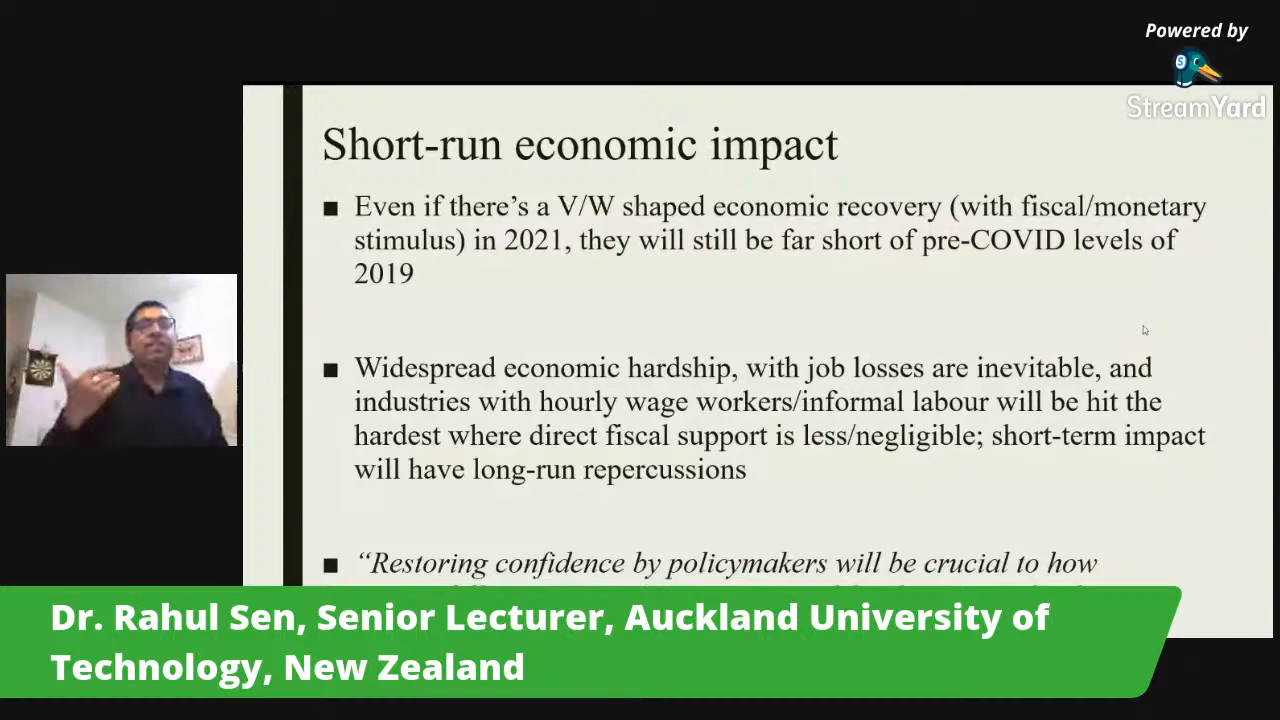 Powered by
StreamYard
Short-run economic impact
■ Even if there’s a V/W shaped economic recovery (with fiscal/monetary
stimulus) in 2021, they will still be far short of pre-COVID levels of
2019
■ Widespread economic hardship, with job losses are inevitable, and
industries with hourly wage workers/informal labour will be hit the
hardest where direct fiscal support is less/negligible; short-term impact
will have long-run repercussions
■ “Restoring confidence by policymakers will be crucial to how
Dr. Rahul Sen, Senior Lecturer, Auckland University of
Technology, New Zealand